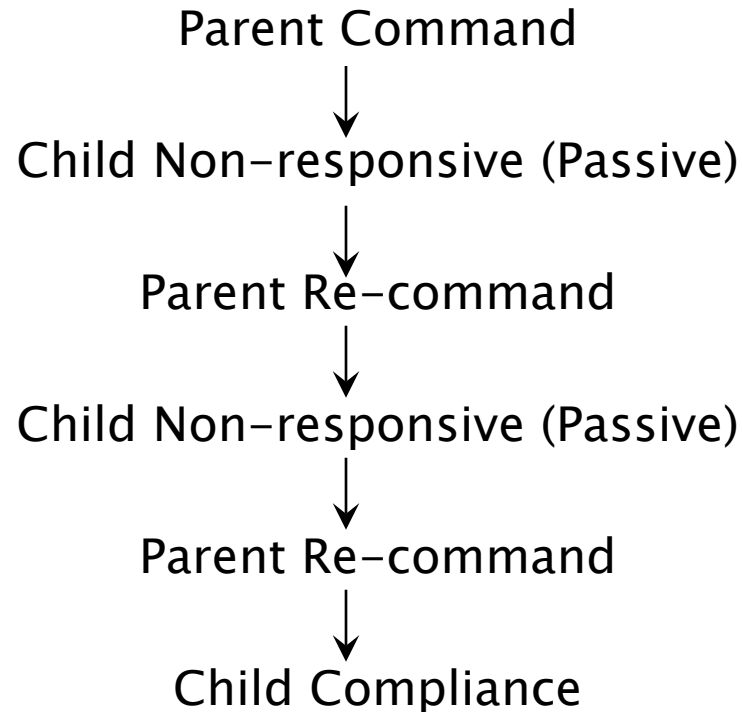 Parent Command
Child Non-responsive (Passive)
Parent Re-command
Child Non-responsive (Passive)
Parent Re-command
Child Compliance